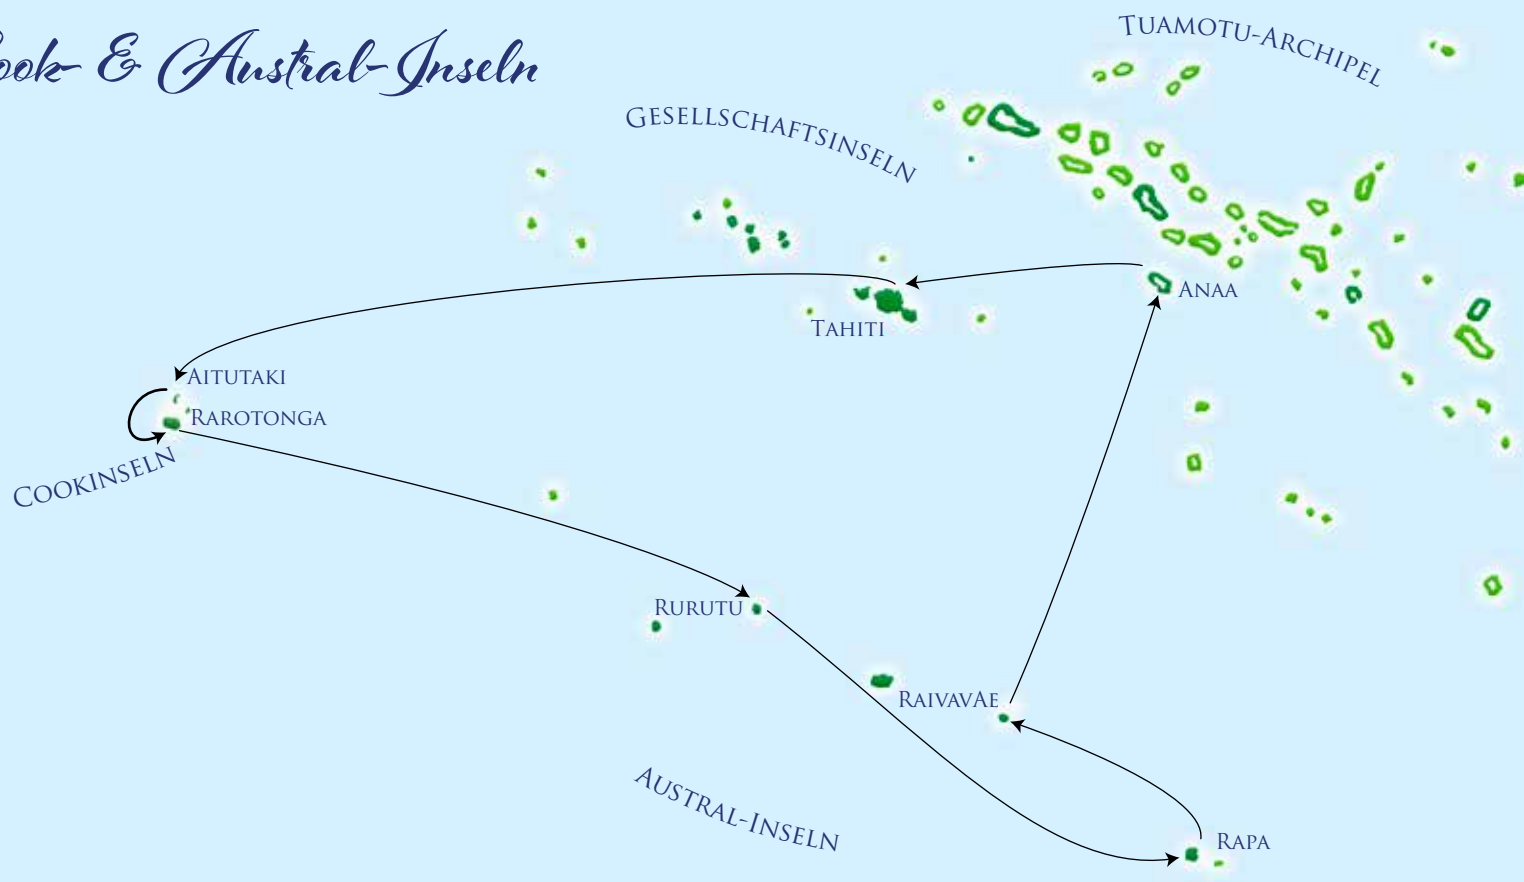 ook- & Austral-Inseln
Tuamotu-Archipel
Gesellschaftsinseln
Anaa
Tahiti
Aitutaki
Rarotonga
Cookinseln
Rurutu
RaivavAe
Austral-Inseln
Rapa